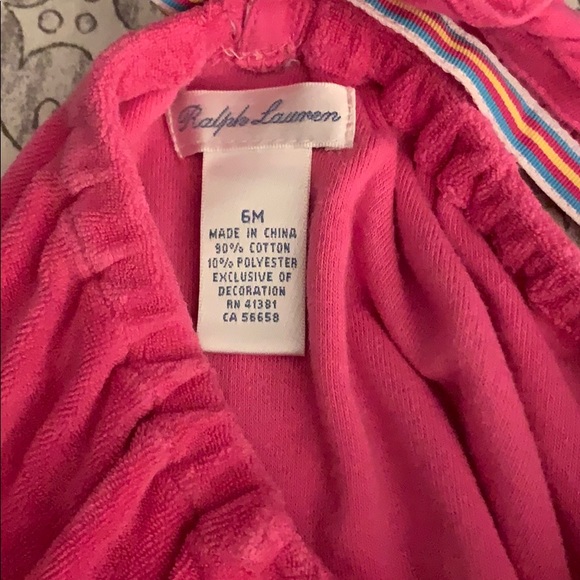 Ralph Lauren
6M
MADE IN CHINA
90% COTTON
10% POLYESTER
EXCLUSIVE OF
DECORATION
RN 41381
CA 56658